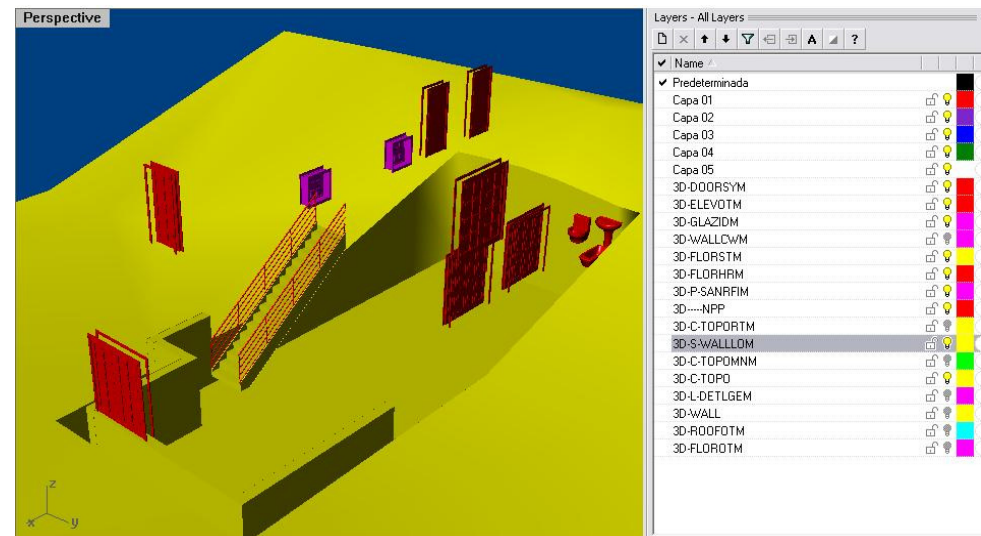 Perspective
Layers - All Layers
A ?
Name
Predeterminada
Capa 01
Capa 02
Capa 03
Capa 04
Capa 05
3D-DOORSYM
3D-ELEVOTM
3D-GLAZIDM
3D-WALLCWM
3D-FLORSTM
3D-FLORHRM
3D-P-SANRFIM
3D----NPP
3D-C-TOPORTM
3D-S-WALLLOM
3D-C-TOPOMNM
3D-C-TOPO
3D-L-DETLGEM
3D-WALL
3D-ROOFOTM
3D-FLOROTM
z
x
y